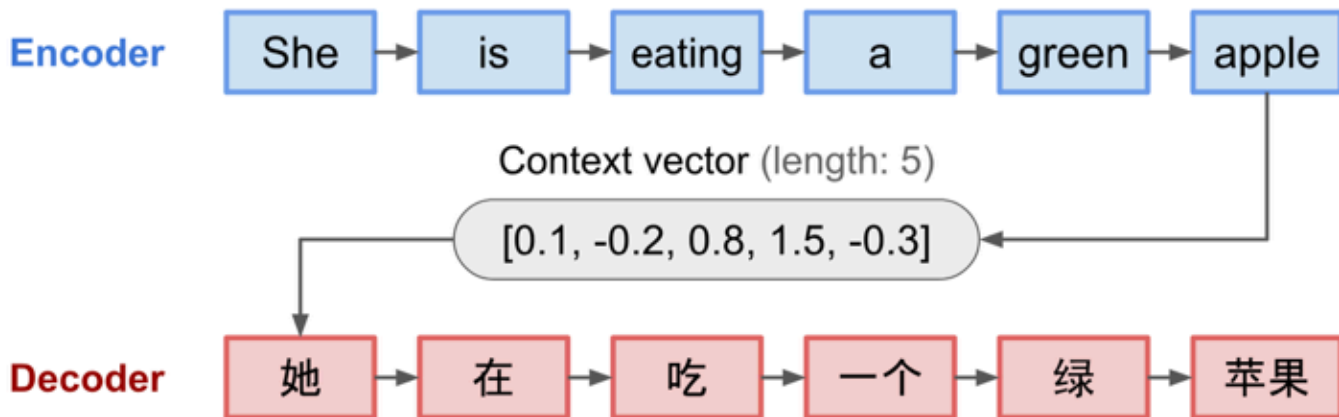 Encoder She is eating a green apple
Context vector (length: 5)
[0.1, -0.2, 0.8, 1.5, -0.3]
Decoder 她 在 吃 一个 绿 苹果